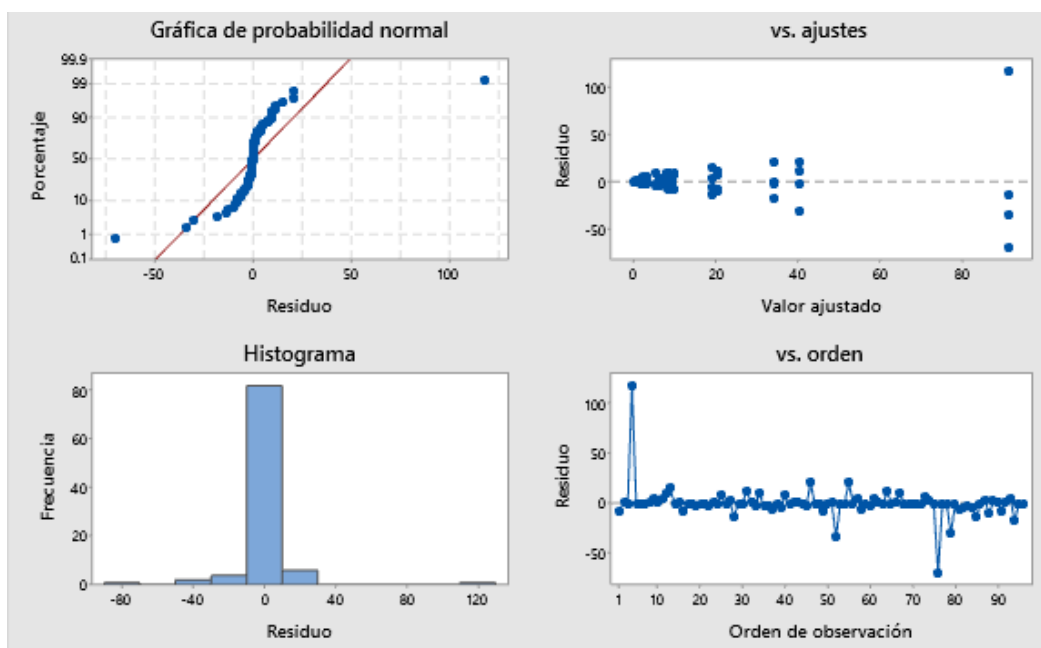 Gráfica de probabilidad normal
99.9
99
90
50
10
1
0.1
Porcentaje
-50 0 50 100
Residuo
vs. ajustes
100
50
0
-50
Residuo
0 20 40 60 80
Valor ajustado
Histograma
80
60
40
20
0
Frecuencia
-80 -40 0 40 80 120
Residuo
vs. orden
100
50
0
-50
Residuo
1 10 20 30 40 50 60 70 80 90
Orden de observación